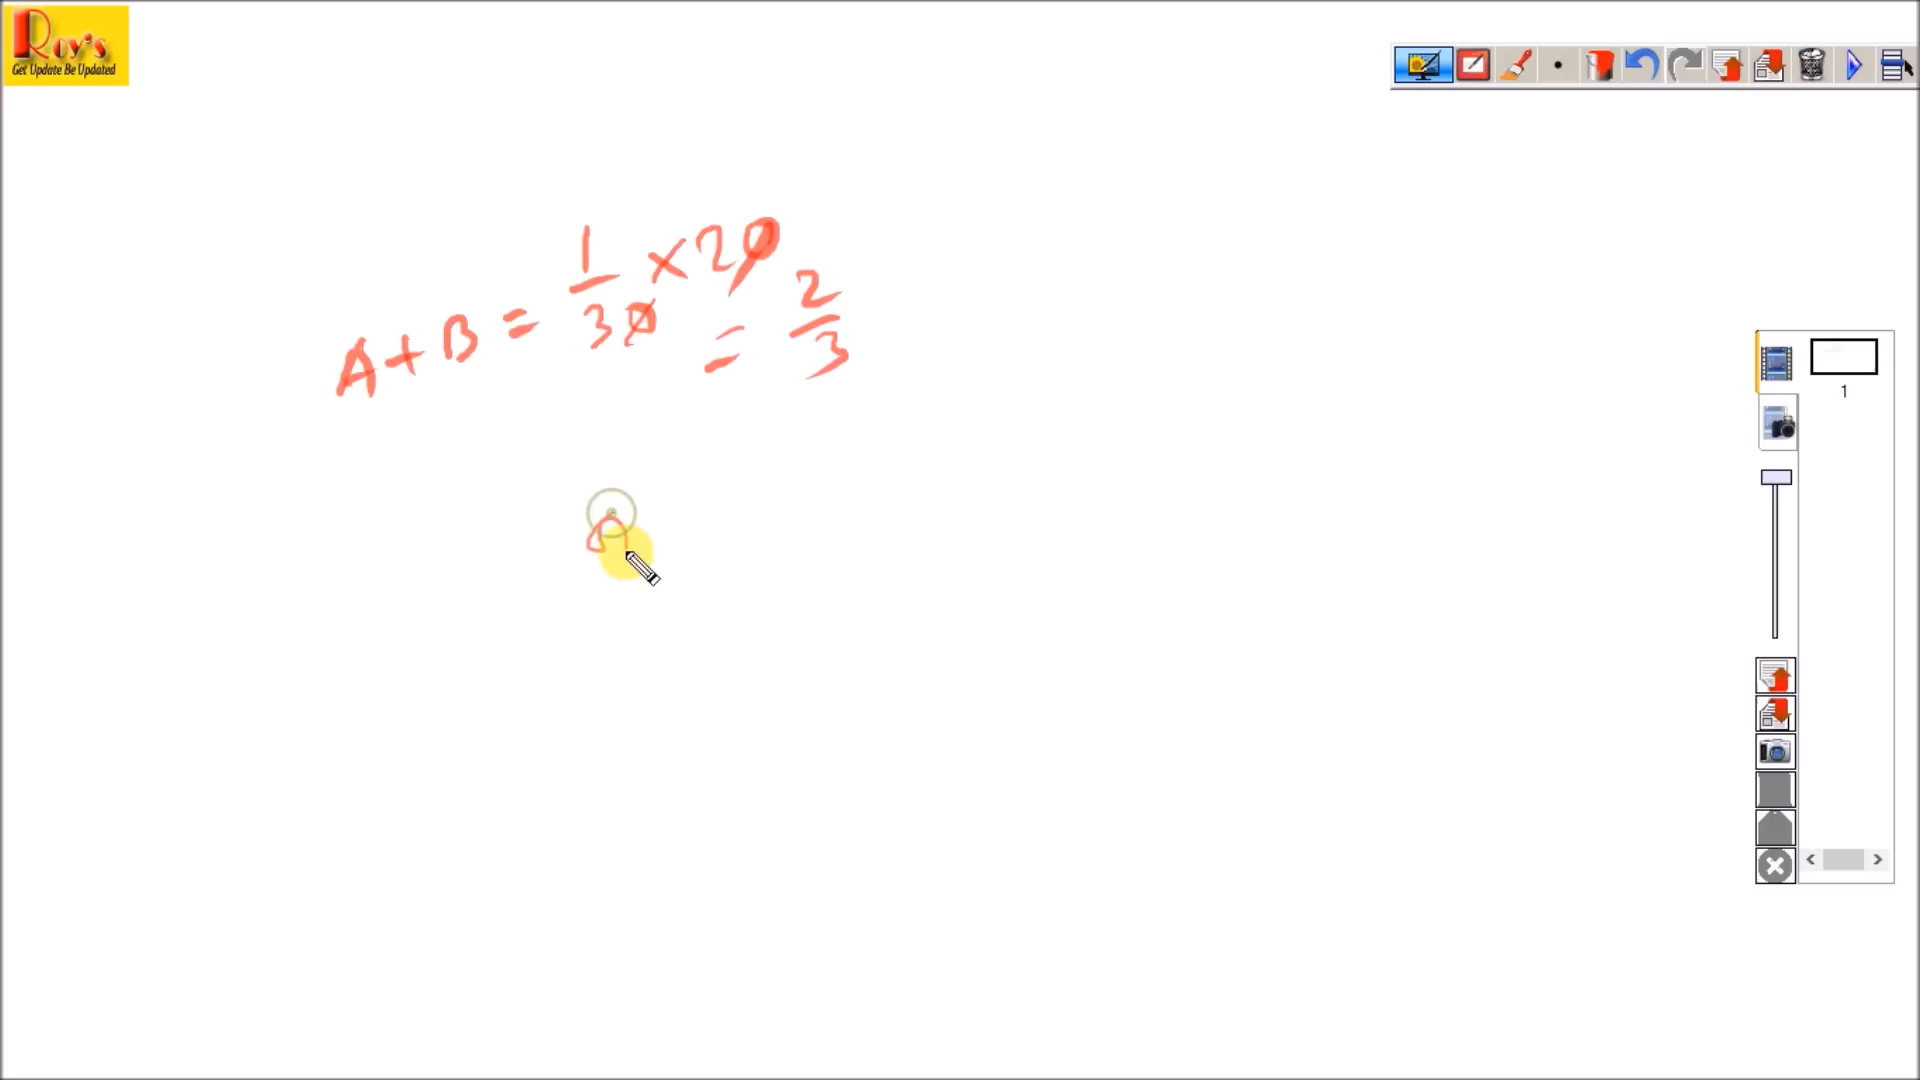 Roy's
Get Update Be Updated
A+B = 1/30 × 20 = 2/3
1